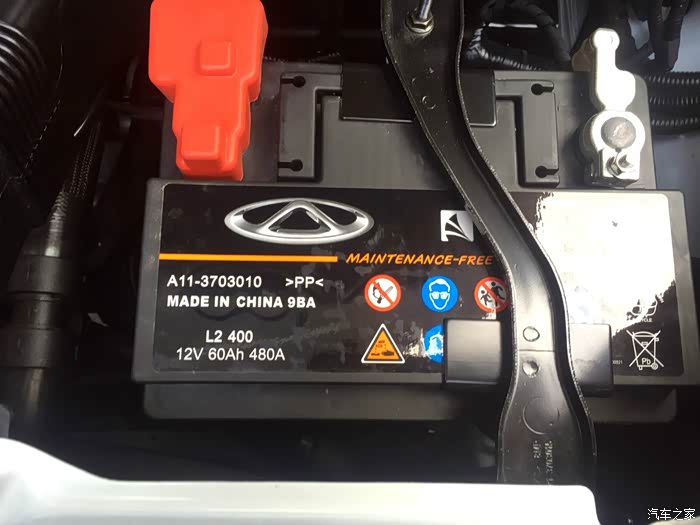 MAINTENANCE-FREE
A11-3703010 >PP<
MADE IN CHINA 9BA
L2 400
12V 60Ah 480A
Pb
汽车之家